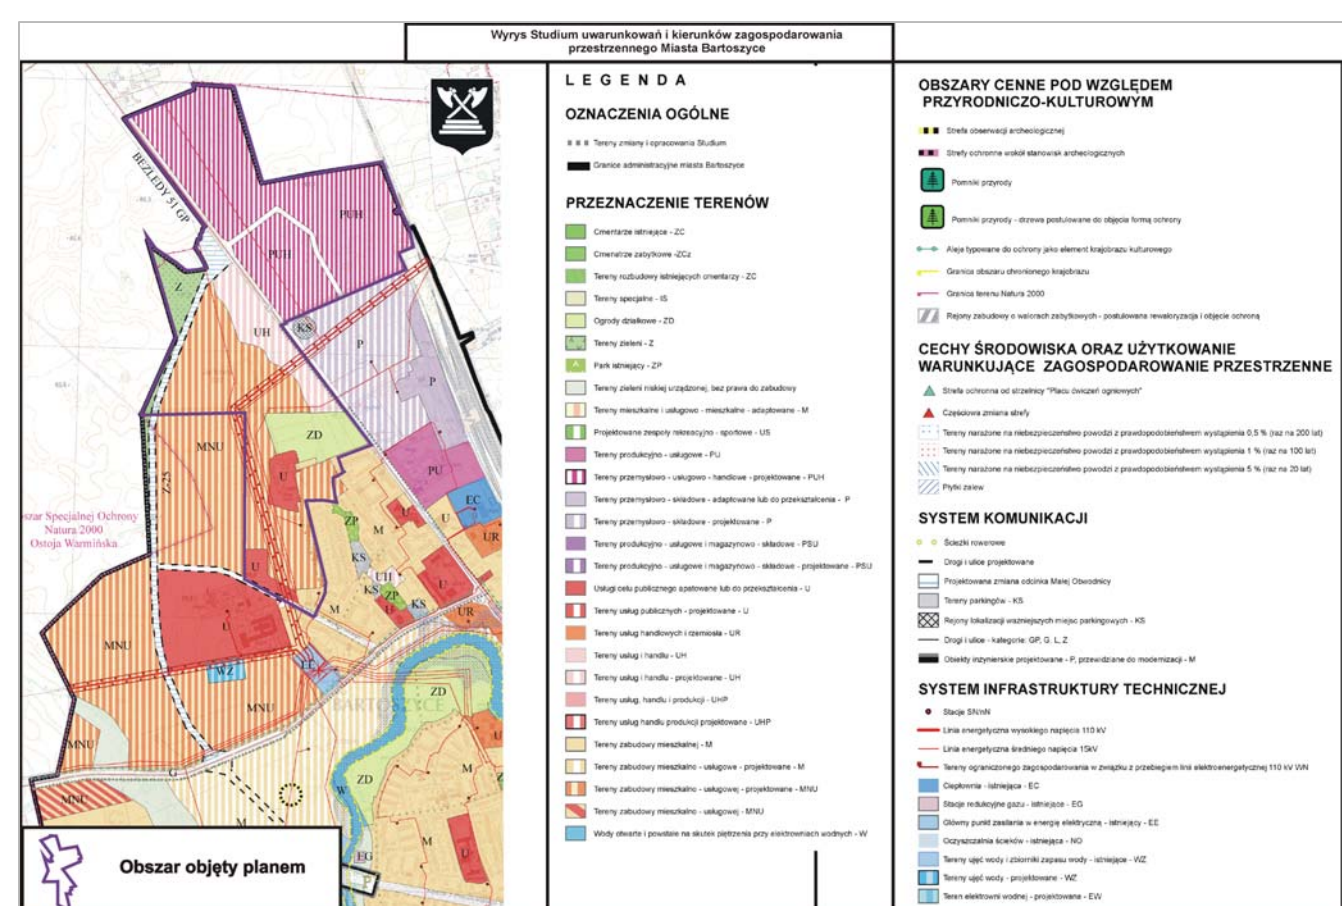 Wyrys Studium uwarunkowań i kierunków zagospodarowania
przestrzennego Miasta Bartoszyce
BEZLEDY 51 GP
PUH
PUH
Z
UH
KS
P
P
MNU
ZD
U
PU
EC
Z-25
szar Specjalnej Ochrony
Natura 2000
Ostoja Warmińska
ZP
M
U
U
UR
KS
UH
KS
ZP
KS
U
U
M
UR
U
MNU
WZ
EE
MNU
BARTOSZYCE
ZD
MNU
G
M
ZD
W
M
MNU
M
M
U
EG
P
Obszar objęty planem
L E G E N D A
OZNACZENIA OGÓLNE
Tereny zmiany i opracowania Studium
Granice administracyjne miasta Bartoszyce
PRZEZNACZENIE TERENÓW
Cmentarze istniejące - ZC
Cmenatrze zabytkowe -ZCz
Tereny rozbudowy istniejących cmentarzy - ZC
Tereny specjalne - IS
Ogrody działkowe - ZD
Tereny zieleni - Z
Park istniejący - ZP
Tereny zieleni niskiej urządzonej, bez prawa do zabudowy
Tereny mieszkalne i usługowo - mieszkalne - adaptowane - M
Projektowane zespoły rekreacyjno - sportowe - US
Tereny produkcyjno - usługowe - PU
Tereny przemysłowo - usługowo - handlowe - projektowane - PUH
Tereny przemysłowo - składowe - adaptowane lub do przekształcenia - P
Tereny przemysłowo - składowe - projektowane - P
Tereny produkcyjno - usługowe i magazynowo - składowe - PSU
Tereny produkcyjno - usługowe i magazynowo - składowe - projektowane - PSU
Usługi celu publicznego apatowane lub do przekształcenia - U
Tereny usług publicznych - projektowane - U
Tereny usług handlowych i rzemiosła - UR
Tereny usług i handlu - UH
Tereny usług i handlu - projektowane - UH
Tereny usług, handlu i produkcji - UHP
Tereny usług handlu produkcji projektowane - UHP
Tereny zabudowy mieszkalnej - M
Tereny zabudowy mieszkalno - usługowe - projektowane - M
Tereny zabudowy mieszkalno - usługowej - projektowane - MNU
Tereny zabudowy mieszkalno - usługowej - MNU
Wody otwarte i powstałe na skutek piętrzenia przy elektrowniach wodnych - W
OBSZARY CENNE POD WZGLĘDEM
PRZYRODNICZO-KULTUROWYM
Strefa obserwacji archeologicznej
Strefy ochronne wokół stanowisk archeologicznych
Pomniki przyrody
Pomniki przyrody - drzewa postulowane do objęcia formą ochrony
Aleje typowane do ochrony jako element krajobrazu kulturowego
Granica obszaru chronionego krajobrazu
Granica terenu Natura 2000
Rejony zabudowy o walorach zabytkowych - postulowana rewaloryzacja i objęcie ochroną
CECHY ŚRODOWISKA ORAZ UŻYTKOWANIE
WARUNKUJĄCE ZAGOSPODAROWANIE PRZESTRZENNE
Strefa ochronna od strzelnicy "Placu ćwiczeń ogniowych"
Częściowa zmiana strefy
Tereny narażone na niebezpieczeństwo powodzi z prawdopodobieństwem wystąpienia 0,5 % (raz na 200 lat)
Tereny narażone na niebezpieczeństwo powodzi z prawdopodobieństwem wystąpienia 1 % (raz na 100 lat)
Tereny narażone na niebezpieczeństwo powodzi z prawdopodobieństwem wystąpienia 5 % (raz na 20 lat)
Płytki zalew
SYSTEM KOMUNIKACJI
Ścieżki rowerowe
Drogi i ulice projektowane
Projektowana zmiana odcinka Małej Obwodnicy
Tereny parkingów - KS
Rejony lokalizacji ważniejszych miejsc parkingowych - KS
Drogi i ulice - kategorie: GP, G, L, Z
Obiekty inżynierskie projektowane - P, przewidziane do modernizacji - M
SYSTEM INFRASTRUKTURY TECHNICZNEJ
Stacje SN/nN
Linia energetyczna wysokiego napięcia 110 kV
Linia energetyczna średniego napięcia 15kV
Tereny ograniczonego zagospodarowania w związku z przebiegiem linii elektroenergetycznej 110 kV WN
Ciepłownia - istniejąca - EC
Stacje redukcyjne gazu - istniejące - EG
Główny punkt zasilania w energię elektryczną - istniejący - EE
Oczyszczalnia ścieków - istniejąca - NO
Tereny ujęć wody i zbiorniki zapasu wody - istniejące - WZ
Tereny ujęć wody - projektowane - WZ
Teren elektrowni wodnej - projektowana - EW